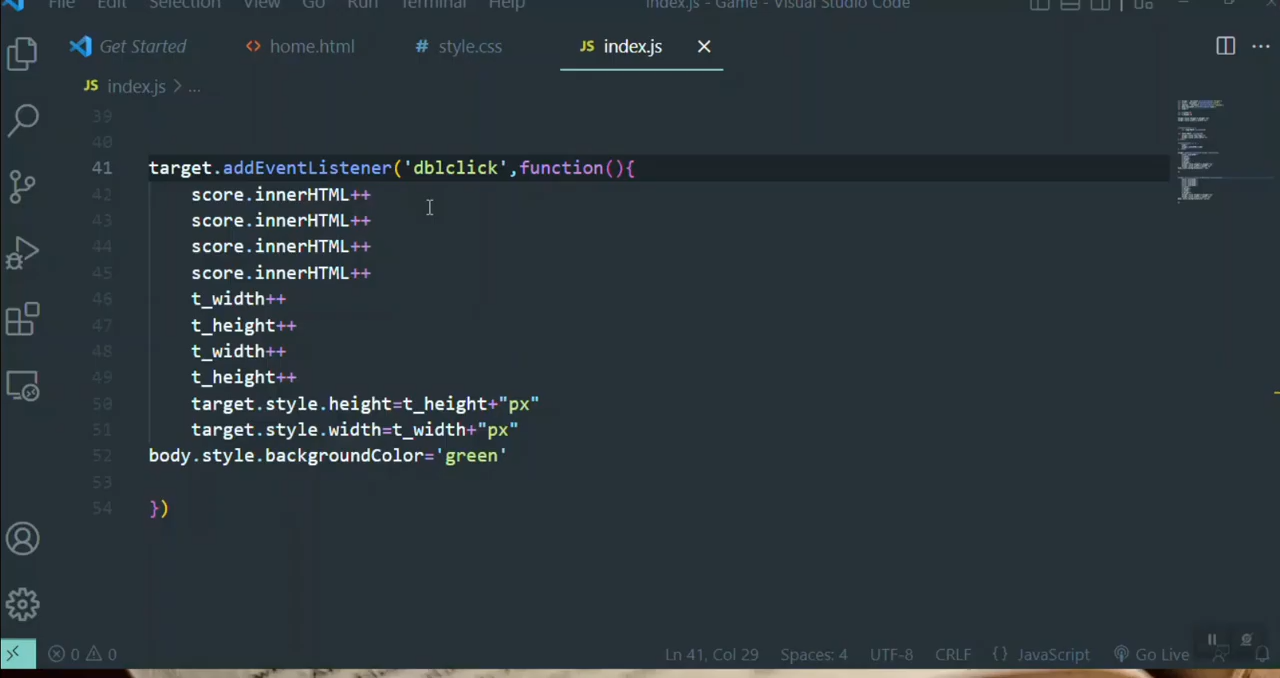 File Edit Selection View Go Run Terminal Help index.js - Game - Visual Studio Code
Get Started <> home.html # style.css JS index.js
JS index.js > ...
39
40
41 target.addEventListener('dblclick',function(){
42 score.innerHTML++
43 score.innerHTML++
44 score.innerHTML++
45 score.innerHTML++
46 t_width++
47 t_height++
48 t_width++
49 t_height++
50 target.style.height=t_height+"px"
51 target.style.width=t_width+"px"
52 body.style.backgroundColor='green'
53
54 })
0 0 Ln 41, Col 29 Spaces: 4 UTF-8 CRLF {} JavaScript Go Live